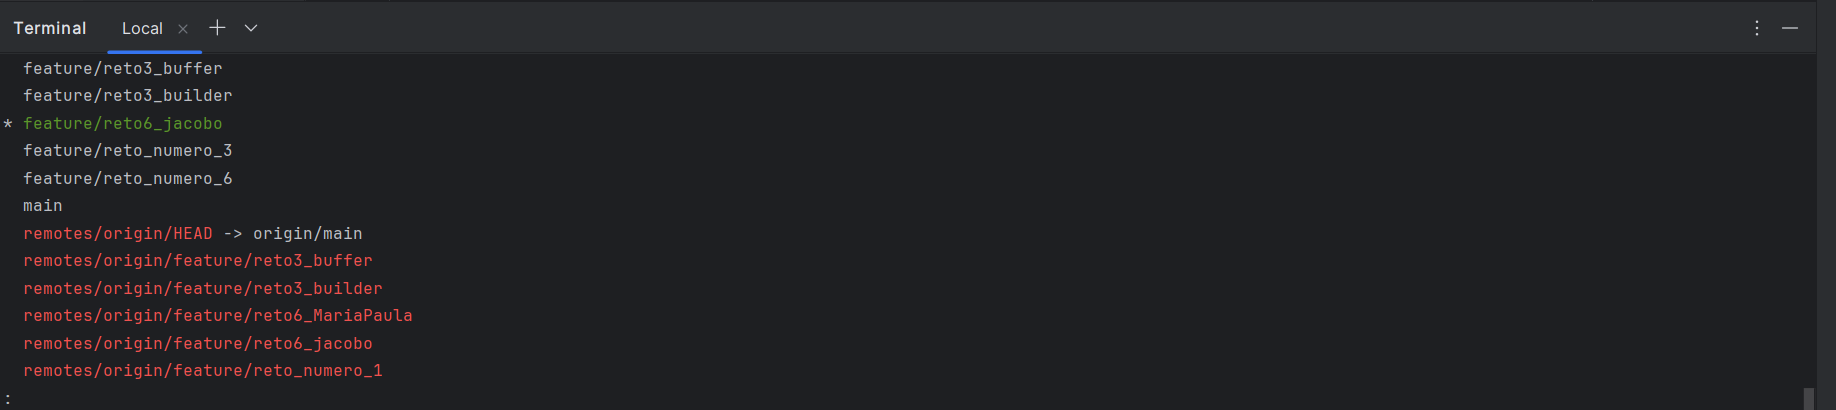 Terminal Local
feature/reto3_buffer
feature/reto3_builder
* feature/reto6_jacobo
feature/reto_numero_3
feature/reto_numero_6
main
remotes/origin/HEAD -> origin/main
remotes/origin/feature/reto3_buffer
remotes/origin/feature/reto3_builder
remotes/origin/feature/reto6_MariaPaula
remotes/origin/feature/reto6_jacobo
remotes/origin/feature/reto_numero_1
: